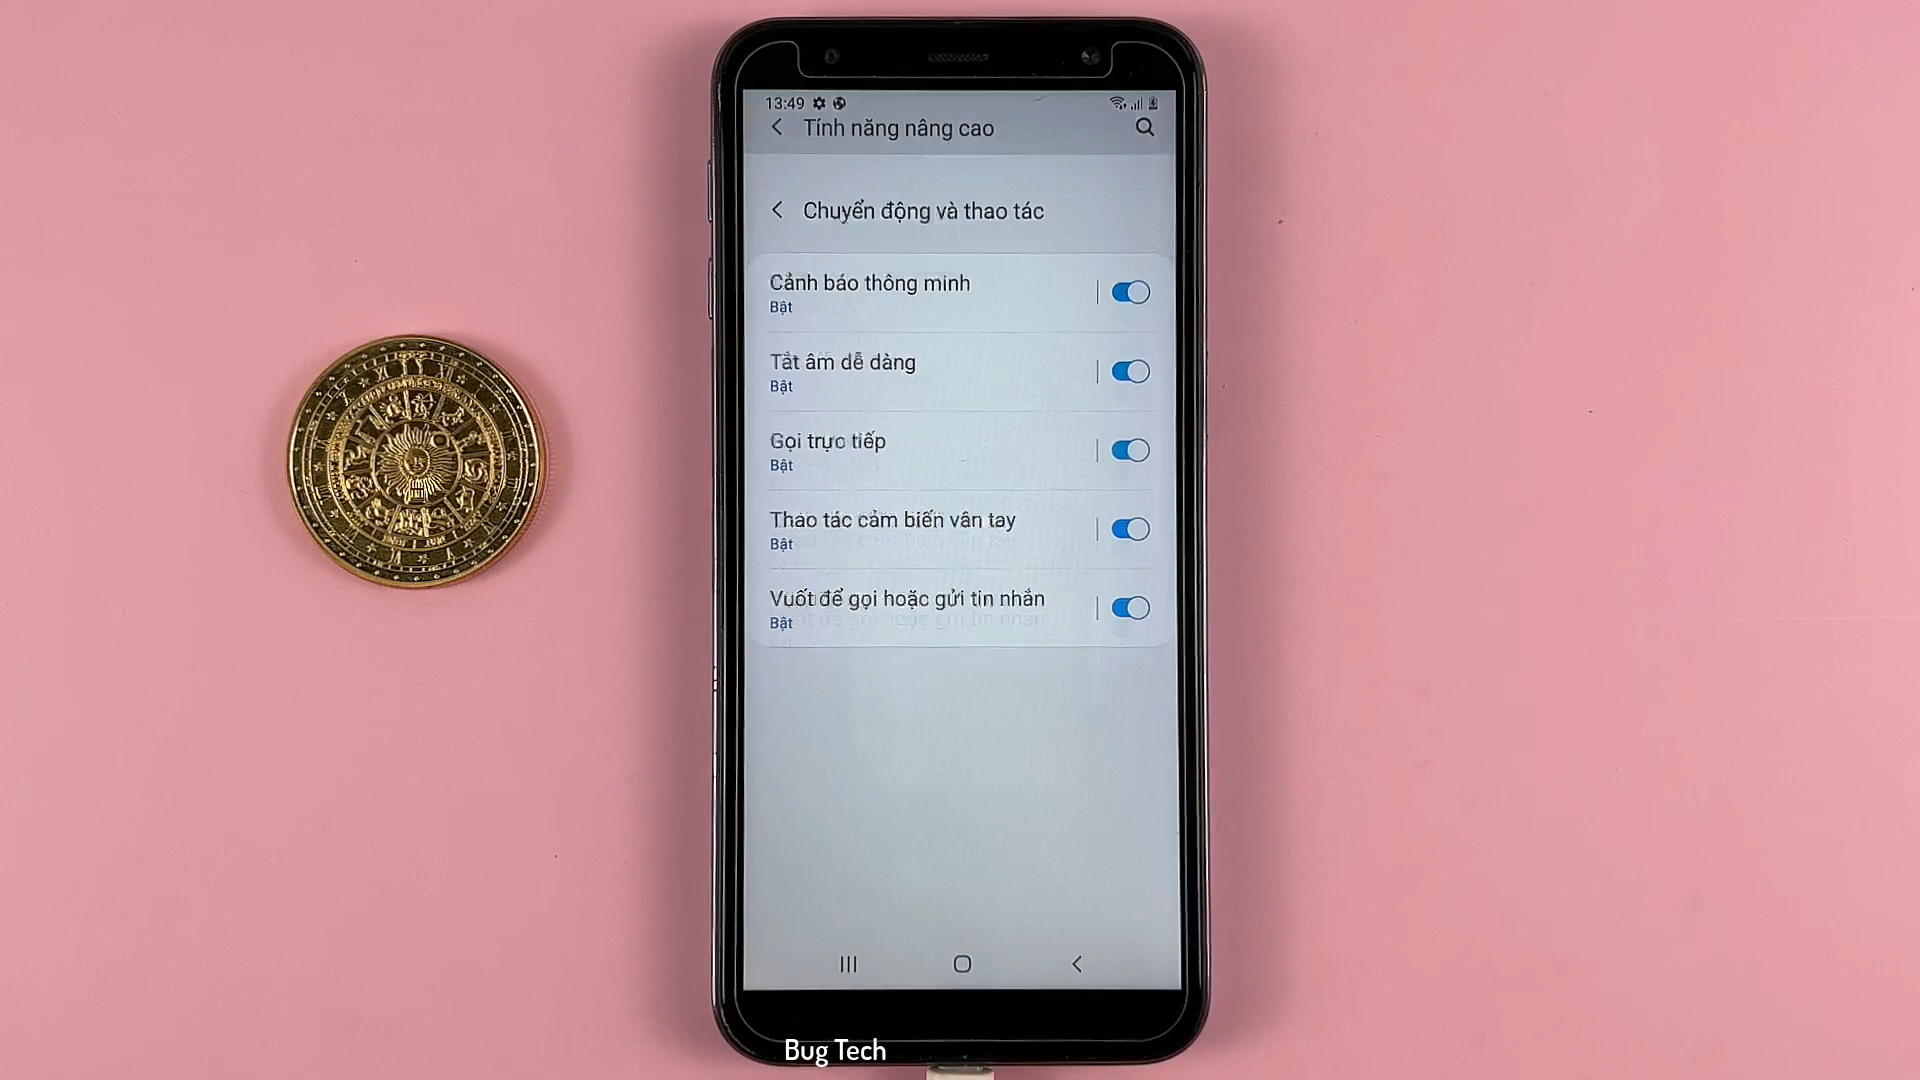 13:49
Tính năng nâng cao
Chuyển động và thao tác
Cảnh báo thông minh
Bật
Tắt âm dễ dàng
Bật
Gọi trực tiếp
Bật
Thao tác cảm biến vân tay
Bật
Vuốt để gọi hoặc gửi tin nhắn
Bật
Bug Tech